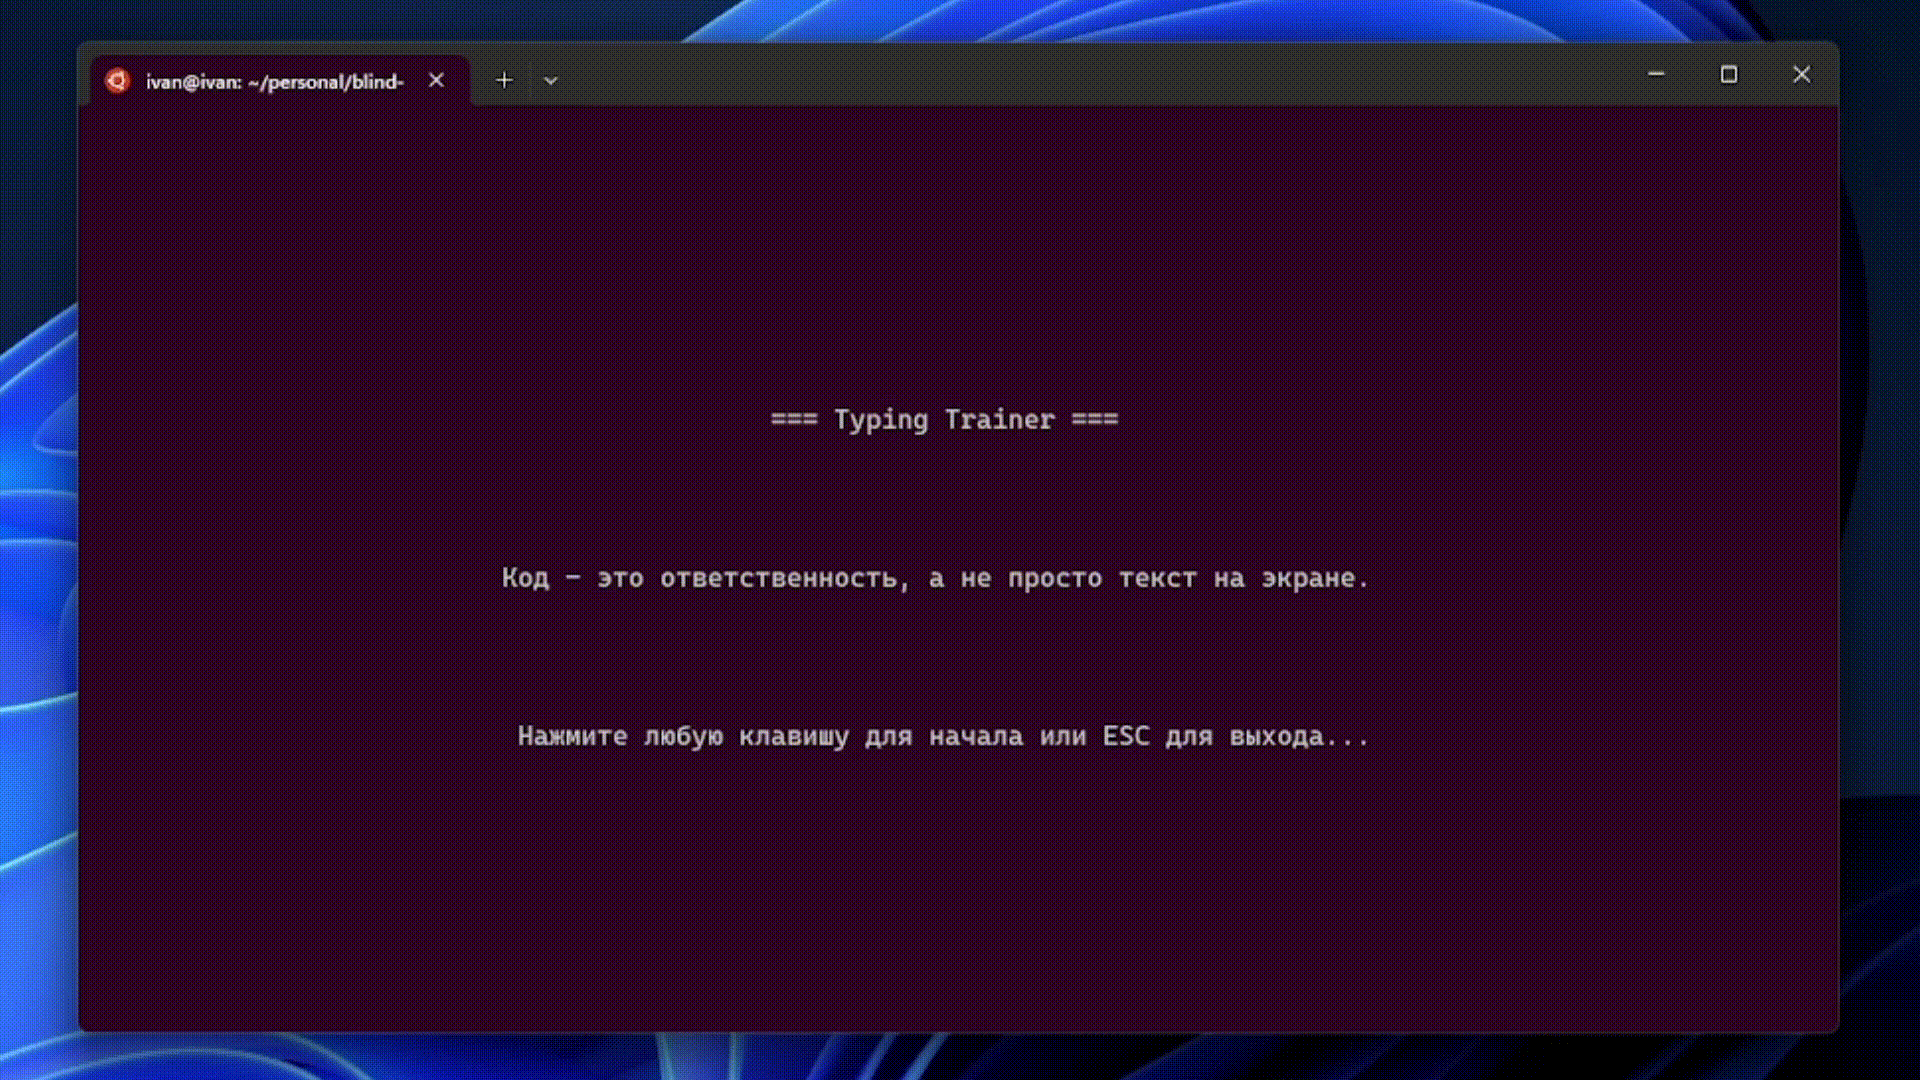 ivan@ivan: ~/personal/blind-
=== Typing Trainer ===
Код — это ответственность, а не просто текст на экране.
Нажмите любую клавишу для начала или ESC для выхода...